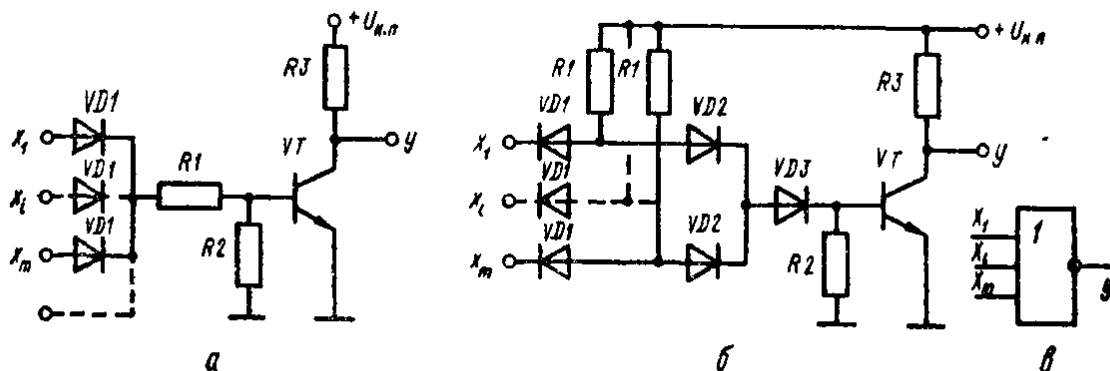 + Uи.п
R3
VD1
X1
VD1
Xi
VD1
Xm
R1
R2
VT
y
а
+ Uи.п
R1
R1
R3
VD1
X1
VD1
Xi
VD1
Xm
VD2
VD2
VD3
R2
VT
y
б
X1
Xi
Xm
1
y
в